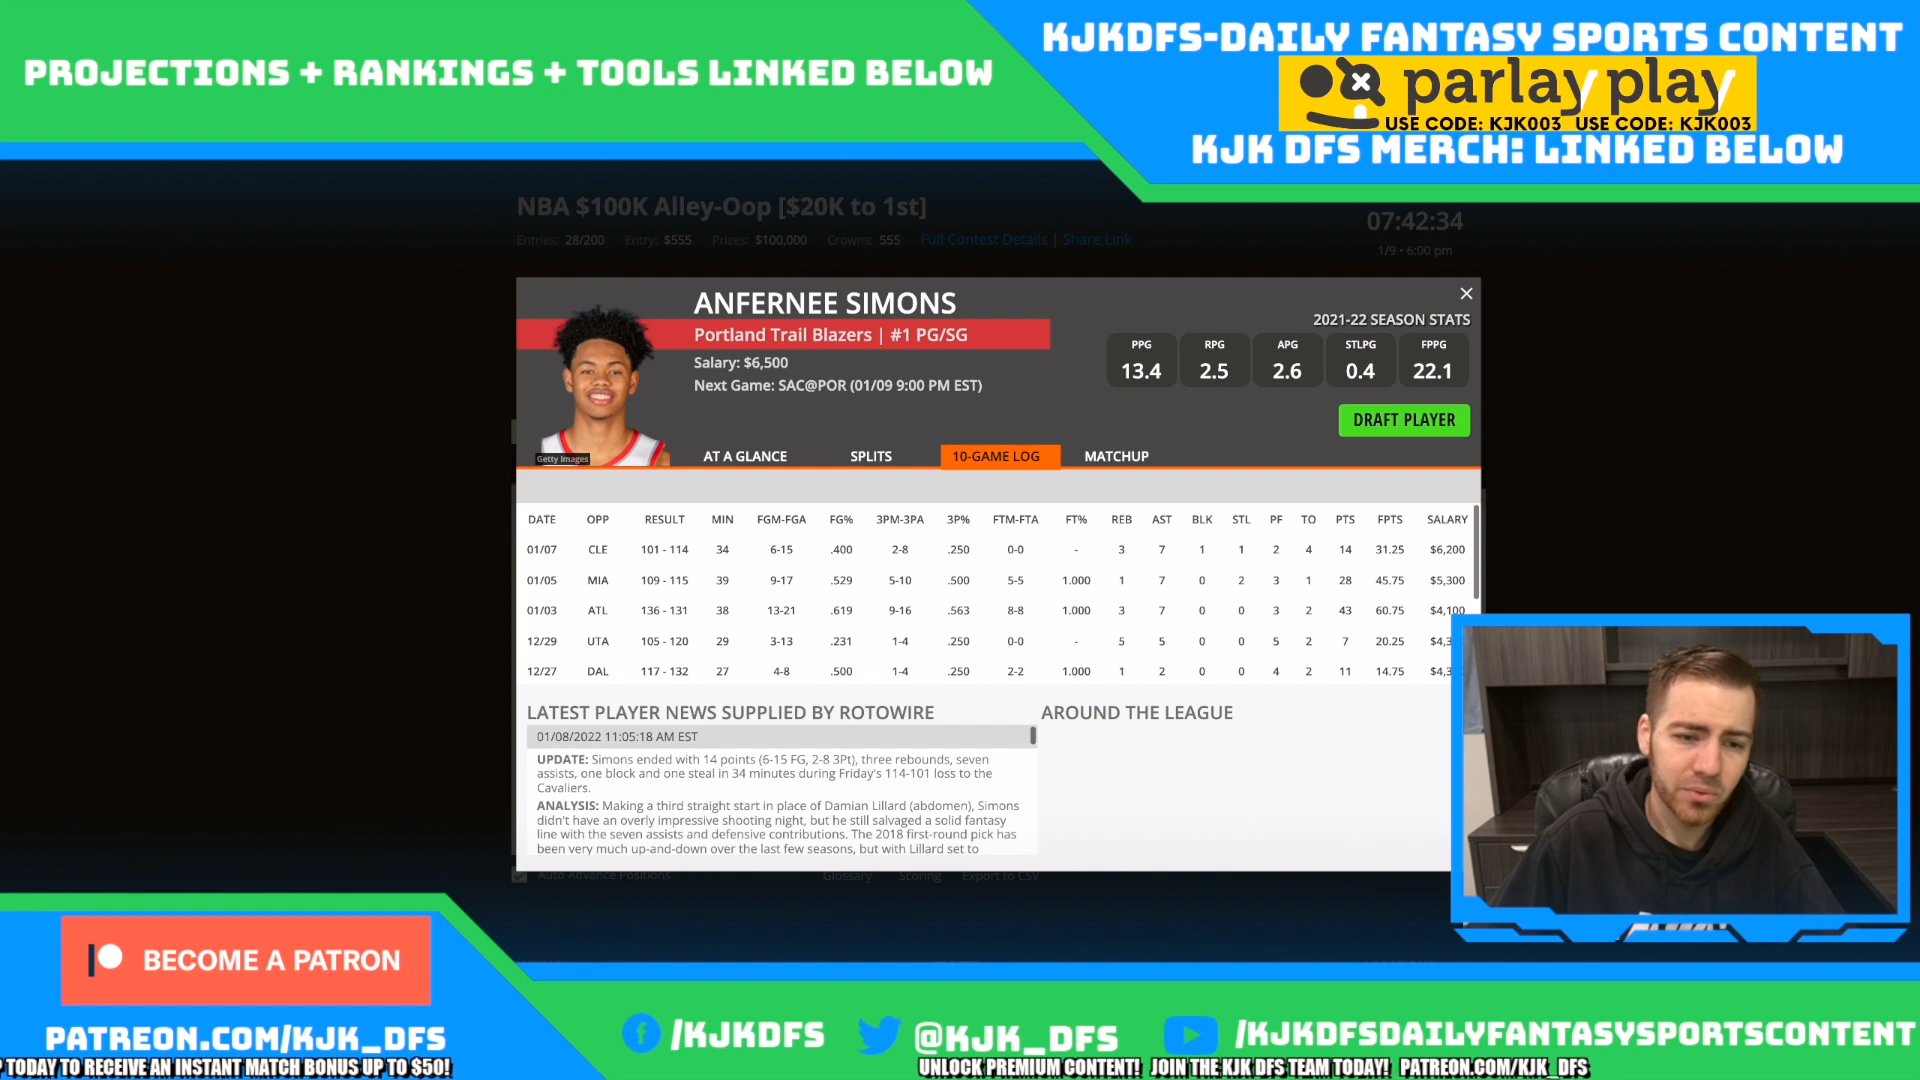 PROJECTIONS + RANKINGS + TOOLS LINKED BELOW
KJKDFS-DAILY FANTASY SPORTS CONTENT
parlay play
USE CODE: KJK003 USE CODE: KJK003
KJK DFS MERCH: LINKED BELOW
NBA $100K Alley-Oop [$20K to 1st]
07:42:34
Entries: 28/200 Entry: $555 Prizes: $100,000 Crowns: 555 Full Contest Details | Share Link
1/9 • 6:00 pm
ANFERNEE SIMONS
Portland Trail Blazers | #1 PG/SG
Salary: $6,500
Next Game: SAC@POR (01/09 9:00 PM EST)
Getty Images
2021-22 SEASON STATS
PPG RPG APG STLPG FPPG
13.4 2.5 2.6 0.4 22.1
DRAFT PLAYER
AT A GLANCE SPLITS 10-GAME LOG MATCHUP
DATE OPP RESULT MIN FGM-FGA FG% 3PM-3PA 3P% FTM-FTA FT% REB AST BLK STL PF TO PTS FPTS SALARY
01/07 CLE 101 - 114 34 6-15 .400 2-8 .250 0-0 - 3 7 1 1 2 4 14 31.25 $6,200
01/05 MIA 109 - 115 39 9-17 .529 5-10 .500 5-5 1.000 1 7 0 2 3 1 28 45.75 $5,300
01/03 ATL 136 - 131 38 13-21 .619 9-16 .563 8-8 1.000 3 7 0 0 3 2 43 60.75 $4,100
12/29 UTA 105 - 120 29 3-13 .231 1-4 .250 0-0 - 5 5 0 0 5 2 7 20.25
12/27 DAL 117 - 132 27 4-8 .500 1-4 .250 2-2 1.000 1 2 0 0 4 2 11 14.75
LATEST PLAYER NEWS SUPPLIED BY ROTOWIRE
AROUND THE LEAGUE
01/08/2022 11:05:18 AM EST
UPDATE: Simons ended with 14 points (6-15 FG, 2-8 3Pt), three rebounds, seven
assists, one block and one steal in 34 minutes during Friday's 114-101 loss to the
Cavaliers.
ANALYSIS: Making a third straight start in place of Damian Lillard (abdomen), Simons
didn't have an overly impressive shooting night, but he still salvaged a solid fantasy
line with the seven assists and defensive contributions. The 2018 first-round pick has
been very much up-and-down over the last few seasons, but with Lillard set to
Auto Advance Positions Glossary Scoring Export to CSV
BECOME A PATRON
PATREON.COM/KJK_DFS
/KJKDFS
@KJK_DFS
/KJKDFSDAILYFANTASYSPORTSCONTENT
TODAY TO RECEIVE AN INSTANT MATCH BONUS UP TO $50!
UNLOCK PREMIUM CONTENT! JOIN THE KJK DFS TEAM TODAY! PATREON.COM/KJK_DFS